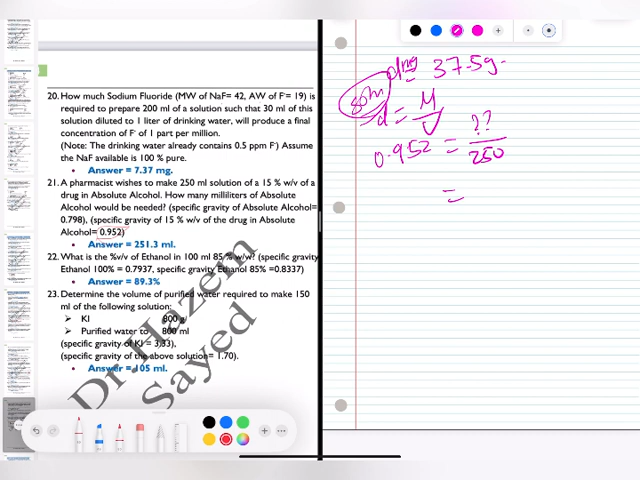 20. How much Sodium Fluoride (MW of NaF= 42, AW of F⁻= 19) is
required to prepare 200 ml of a solution such that 30 ml of this
solution diluted to 1 liter of drinking water, will produce a final
concentration of F⁻ of 1 part per million.
(Note: The drinking water already contains 0.5 ppm F⁻) Assume
the NaF available is 100 % pure.
• Answer = 7.37 mg.
21. A pharmacist wishes to make 250 ml solution of a 15 % w/v of a
drug in Absolute Alcohol. How many milliliters of Absolute
Alcohol would be needed? (specific gravity of Absolute Alcohol=
0.798), (specific gravity of 15 % w/v of the drug in Absolute
Alcohol= 0.952)
• Answer = 251.3 ml.
22. What is the %v/v of Ethanol in 100 ml 85 % w/w? (specific gravity
Ethanol 100% = 0.7937, specific gravity Ethanol 85% =0.8337)
• Answer = 89.3%
23. Determine the volume of purified water required to make 150
ml of the following solution:
➢ KI 800 g
➢ Purified water to 800 ml
(specific gravity of KI = 3.33),
(specific gravity of the above solution= 1.70).
• Answer = 105 ml.
Dr Hazem
Sayed
37.5g.
d = M/V
0.952 = ??/250
=